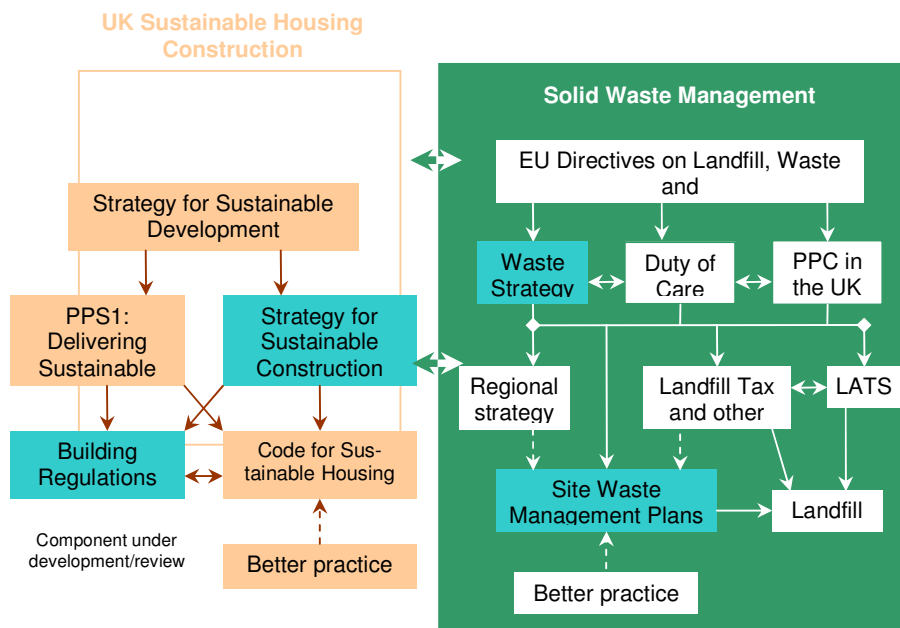 UK Sustainable Housing
Construction
Strategy for Sustainable
Development
PPS1:
Delivering
Sustainable
Strategy for
Sustainable
Construction
Building
Regulations
Code for Sus-
tainable Housing
Component under
development/review
Better practice
Solid Waste Management
EU Directives on Landfill, Waste
and
Waste
Strategy
Duty of
Care
PPC in
the UK
Regional
strategy
Landfill Tax
and other
LATS
Site Waste
Management Plans
Landfill
Better practice